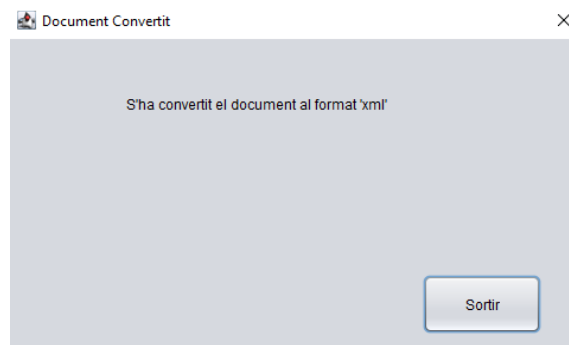 Document Convertit
S'ha convertit el document al format 'xml'
Sortir